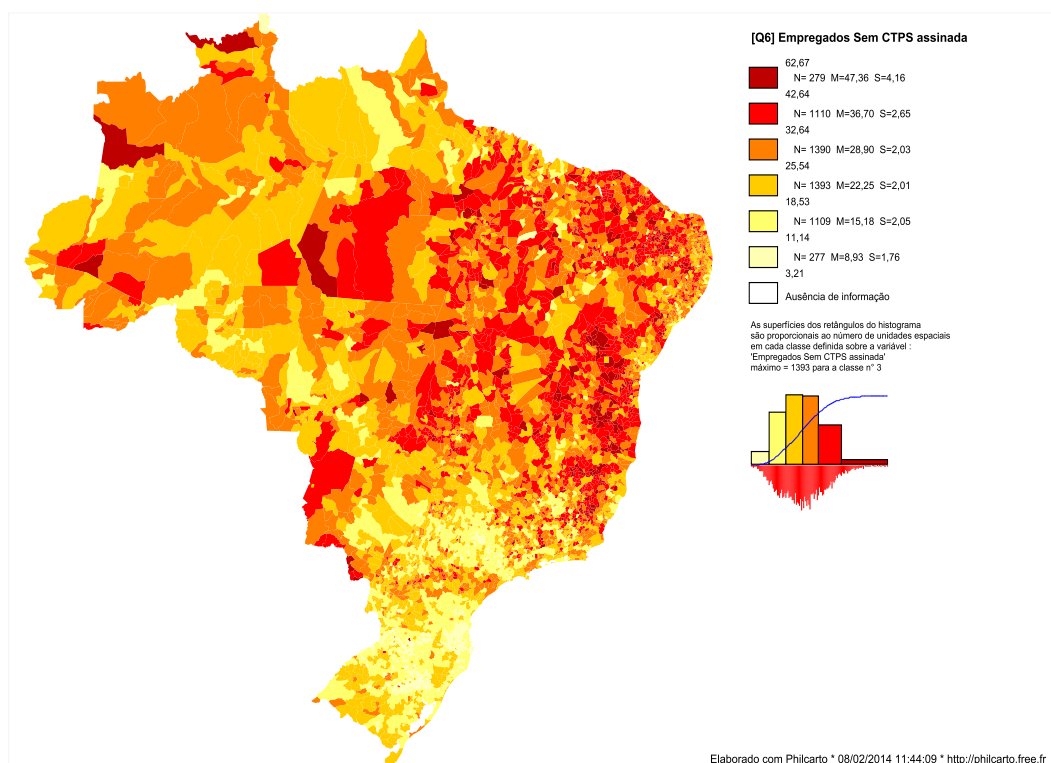 [Q6] Empregados Sem CTPS assinada
62,67
N= 279 M=47,36 S=4,16
42,64
N= 1110 M=36,70 S=2,65
32,64
N= 1390 M=28,90 S=2,03
25,54
N= 1393 M=22,25 S=2,01
18,53
N= 1109 M=15,18 S=2,05
11,14
N= 277 M=8,93 S=1,76
3,21
Ausência de informação
As superfícies dos retângulos do histograma
são proporcionais ao número de unidades espaciais
em cada classe definida sobre a variável :
'Empregados Sem CTPS assinada'
máximo = 1393 para a classe n° 3
Elaborado com Philcarto * 08/02/2014 11:44:09 * http://philcarto.free.fr